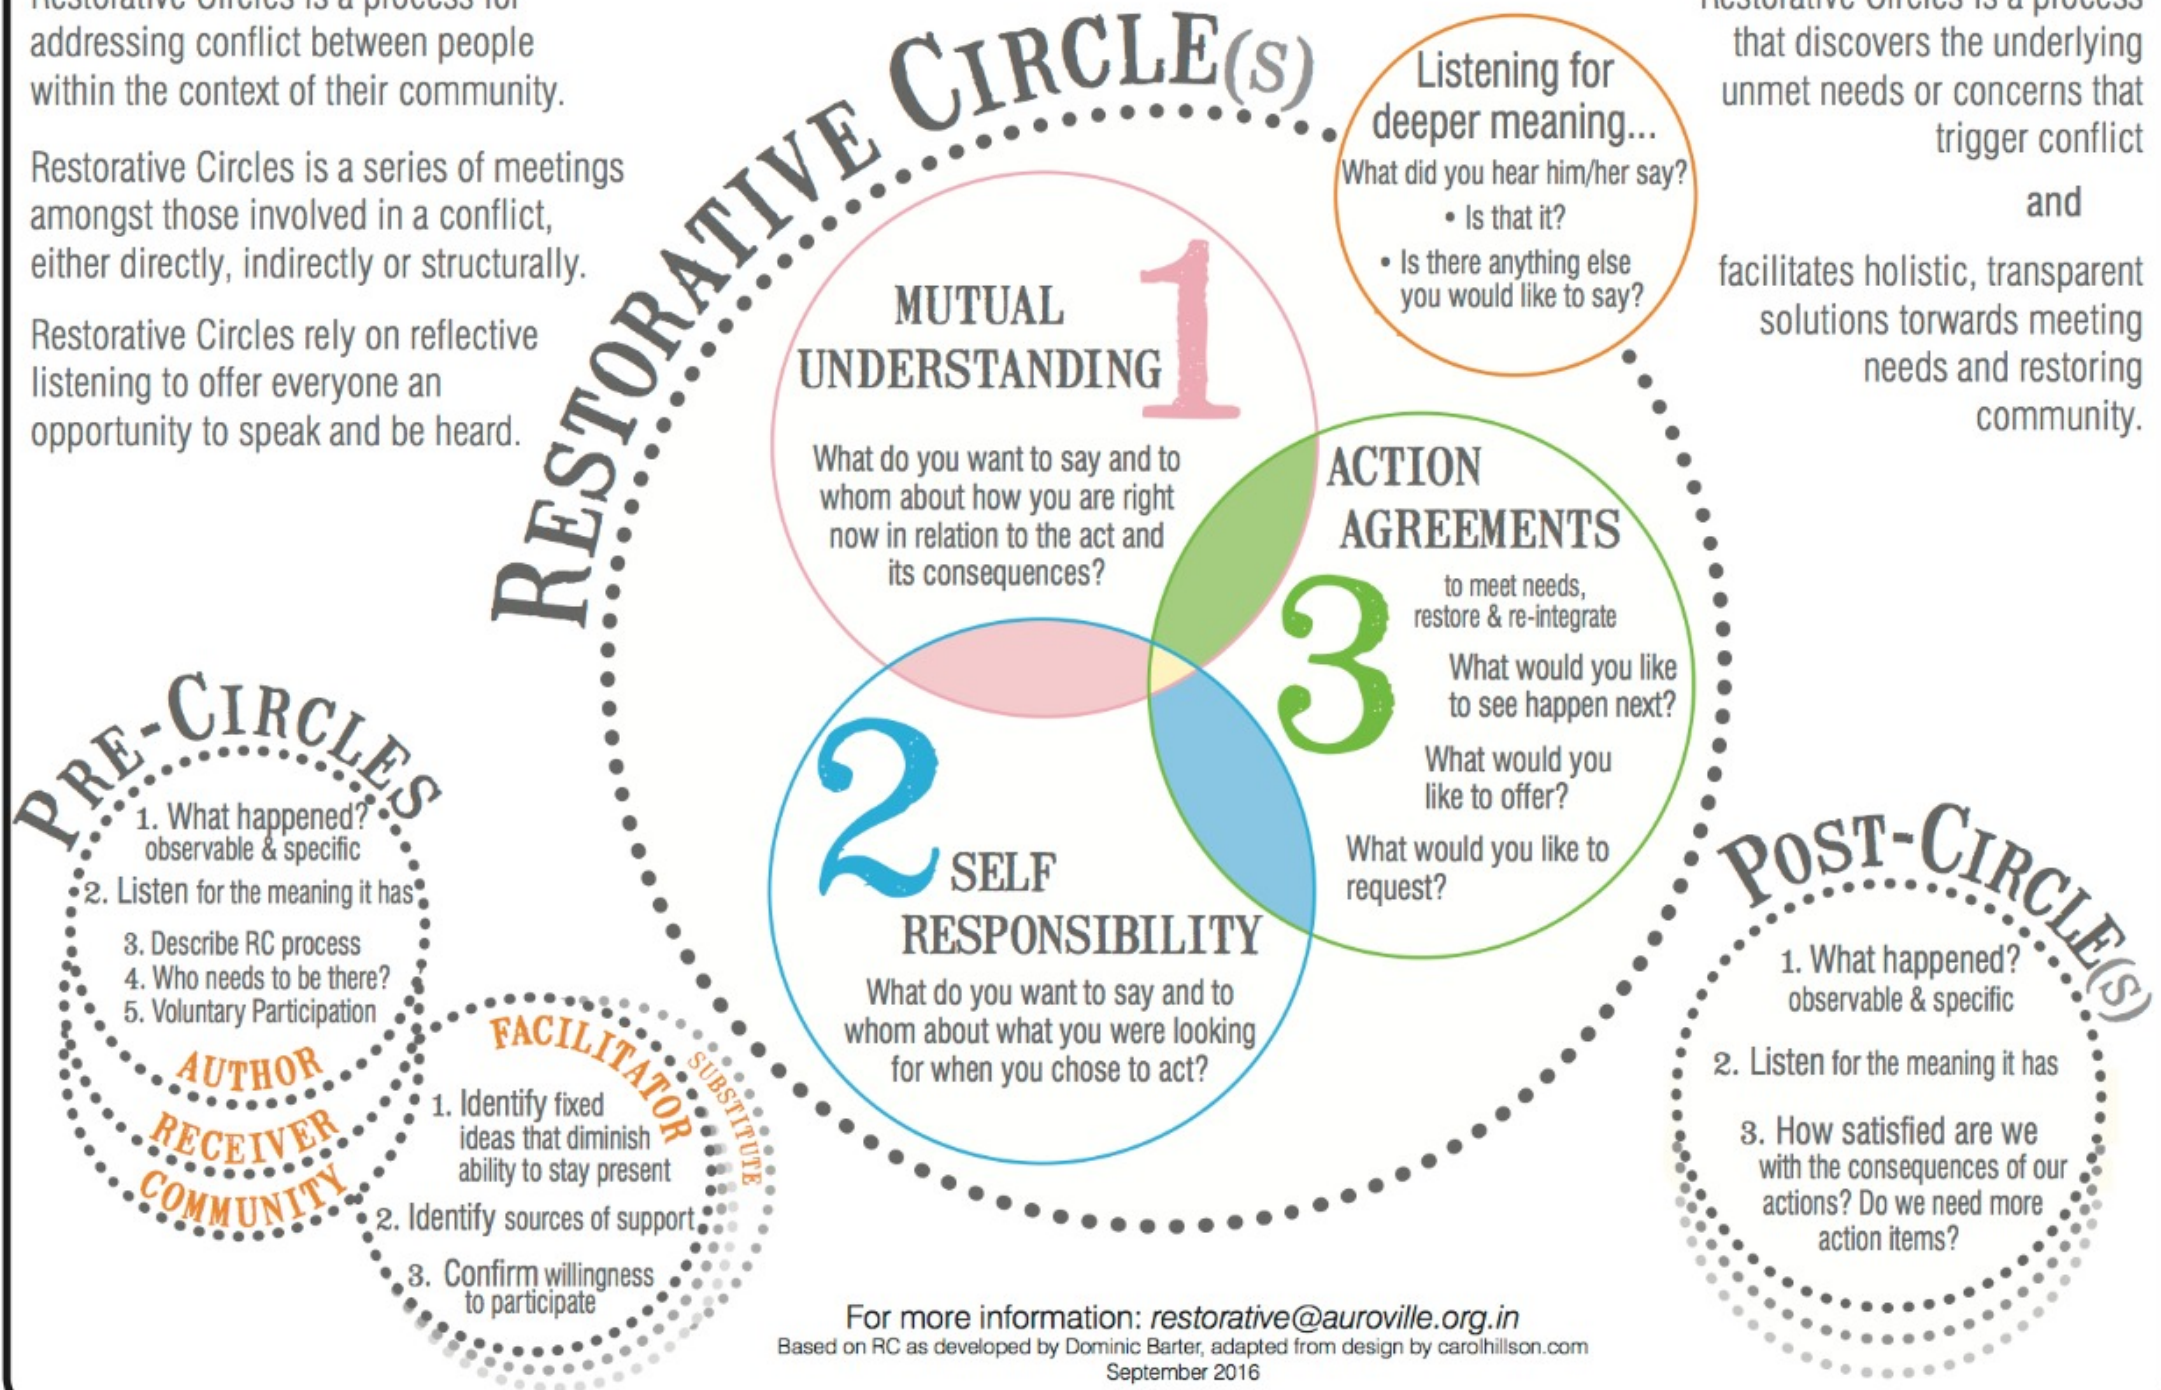 Restorative Circles is a process for
addressing conflict between people
within the context of their community.
Restorative Circles is a series of meetings
amongst those involved in a conflict,
either directly, indirectly or structurally.
Restorative Circles rely on reflective
listening to offer everyone an
opportunity to speak and be heard.
Restorative Circles is a process
that discovers the underlying
unmet needs or concerns that
trigger conflict
and
facilitates holistic, transparent
solutions torwards meeting
needs and restoring
community.
RESTORATIVE CIRCLE(S)
Listening for
deeper meaning...
What did you hear him/her say?
• Is that it?
• Is there anything else
you would like to say?
1
MUTUAL
UNDERSTANDING
What do you want to say and to
whom about how you are right
now in relation to the act and
its consequences?
2
SELF
RESPONSIBILITY
What do you want to say and to
whom about what you were looking
for when you chose to act?
ACTION
AGREEMENTS
3
to meet needs,
restore & re-integrate
What would you like
to see happen next?
What would you
like to offer?
What would you like to
request?
PRE-CIRCLES
1. What happened?
observable & specific
2. Listen for the meaning it has
3. Describe RC process
4. Who needs to be there?
5. Voluntary Participation
AUTHOR
RECEIVER
COMMUNITY
FACILITATOR
SUBSTITUTE
1. Identify fixed
ideas that diminish
ability to stay present
2. Identify sources of support
3. Confirm willingness
to participate
POST-CIRCLE(S)
1. What happened?
observable & specific
2. Listen for the meaning it has
3. How satisfied are we
with the consequences of our
actions? Do we need more
action items?
For more information: restorative@auroville.org.in
Based on RC as developed by Dominic Barter, adapted from design by carolhillson.com
September 2016